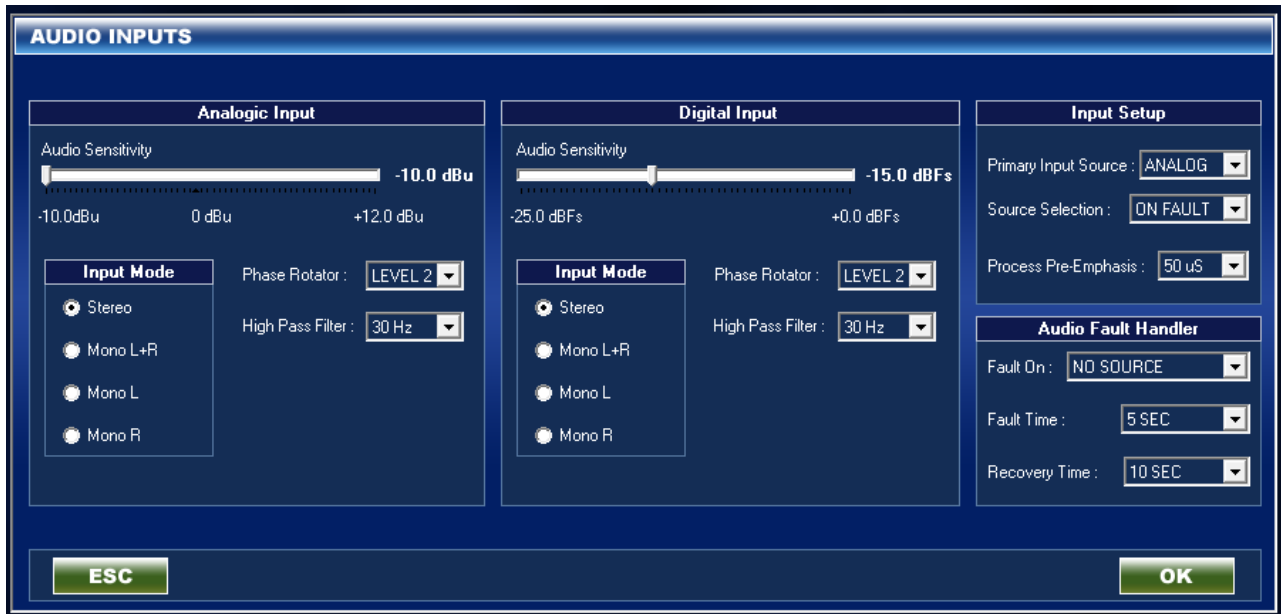 AUDIO INPUTS
Analogic Input
Audio Sensitivity
-10.0 dBu
-10.0dBu 0 dBu +12.0 dBu
Input Mode
Stereo
Mono L+R
Mono L
Mono R
Phase Rotator : LEVEL 2
High Pass Filter : 30 Hz
Digital Input
Audio Sensitivity
-15.0 dBFs
-25.0 dBFs +0.0 dBFs
Input Mode
Stereo
Mono L+R
Mono L
Mono R
Phase Rotator : LEVEL 2
High Pass Filter : 30 Hz
Input Setup
Primary Input Source : ANALOG
Source Selection : ON FAULT
Process Pre-Emphasis : 50 uS
Audio Fault Handler
Fault On : NO SOURCE
Fault Time : 5 SEC
Recovery Time : 10 SEC
ESC
OK